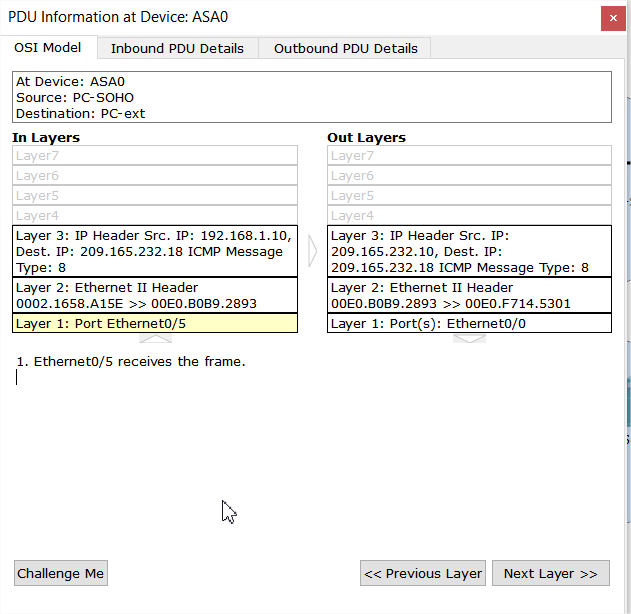 PDU Information at Device: ASA0
OSI Model
Inbound PDU Details
Outbound PDU Details
At Device: ASA0
Source: PC-SOHO
Destination: PC-ext
In Layers
Layer7
Layer6
Layer5
Layer4
Layer 3: IP Header Src. IP: 192.168.1.10,
Dest. IP: 209.165.232.18 ICMP Message
Type: 8
Layer 2: Ethernet II Header
0002.1658.A15E >> 00E0.B0B9.2893
Layer 1: Port Ethernet0/5
Out Layers
Layer7
Layer6
Layer5
Layer4
Layer 3: IP Header Src. IP:
209.165.232.10, Dest. IP:
209.165.232.18 ICMP Message Type: 8
Layer 2: Ethernet II Header
00E0.B0B9.2893 >> 00E0.F714.5301
Layer 1: Port(s): Ethernet0/0
1. Ethernet0/5 receives the frame.
Challenge Me
<< Previous Layer
Next Layer >>